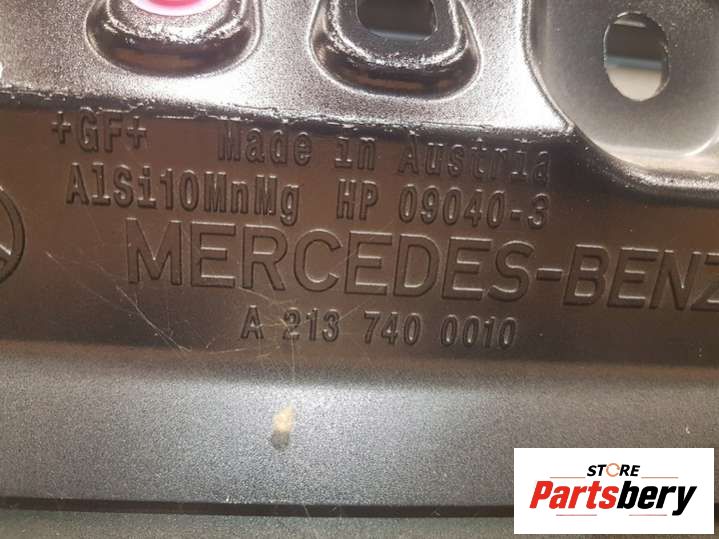 +GF+ Made in Austria
AlSi10MnMg HP 09040-3
MERCEDES-BENZ
A 213 740 0010
STORE
Partsbery